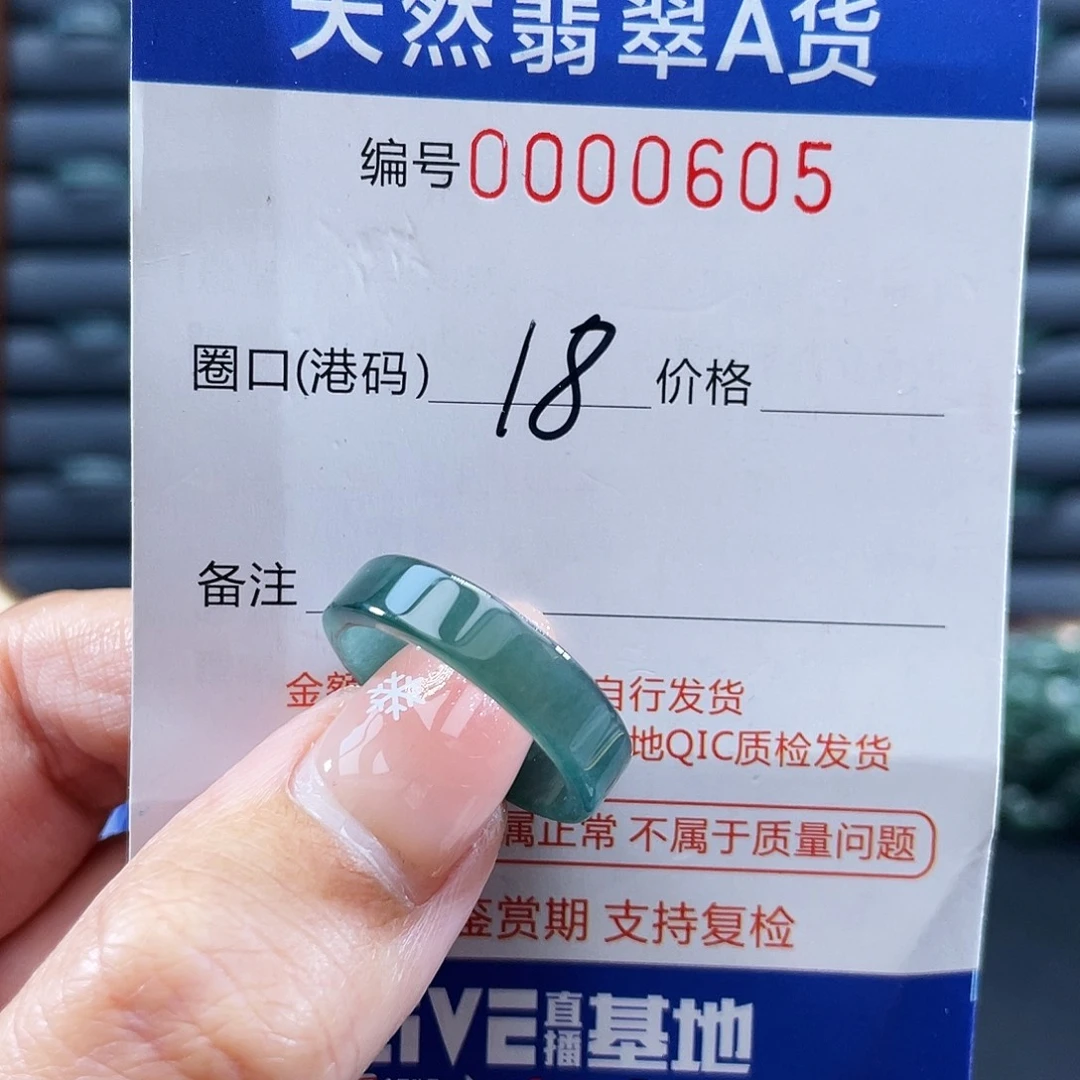 天然翡翠A货
编号0000605
圈口(港码) 18 价格
备注
自行发货
地QIC质检发货
属正常 不属于质量问题
鉴赏期 支持复检
直播基地